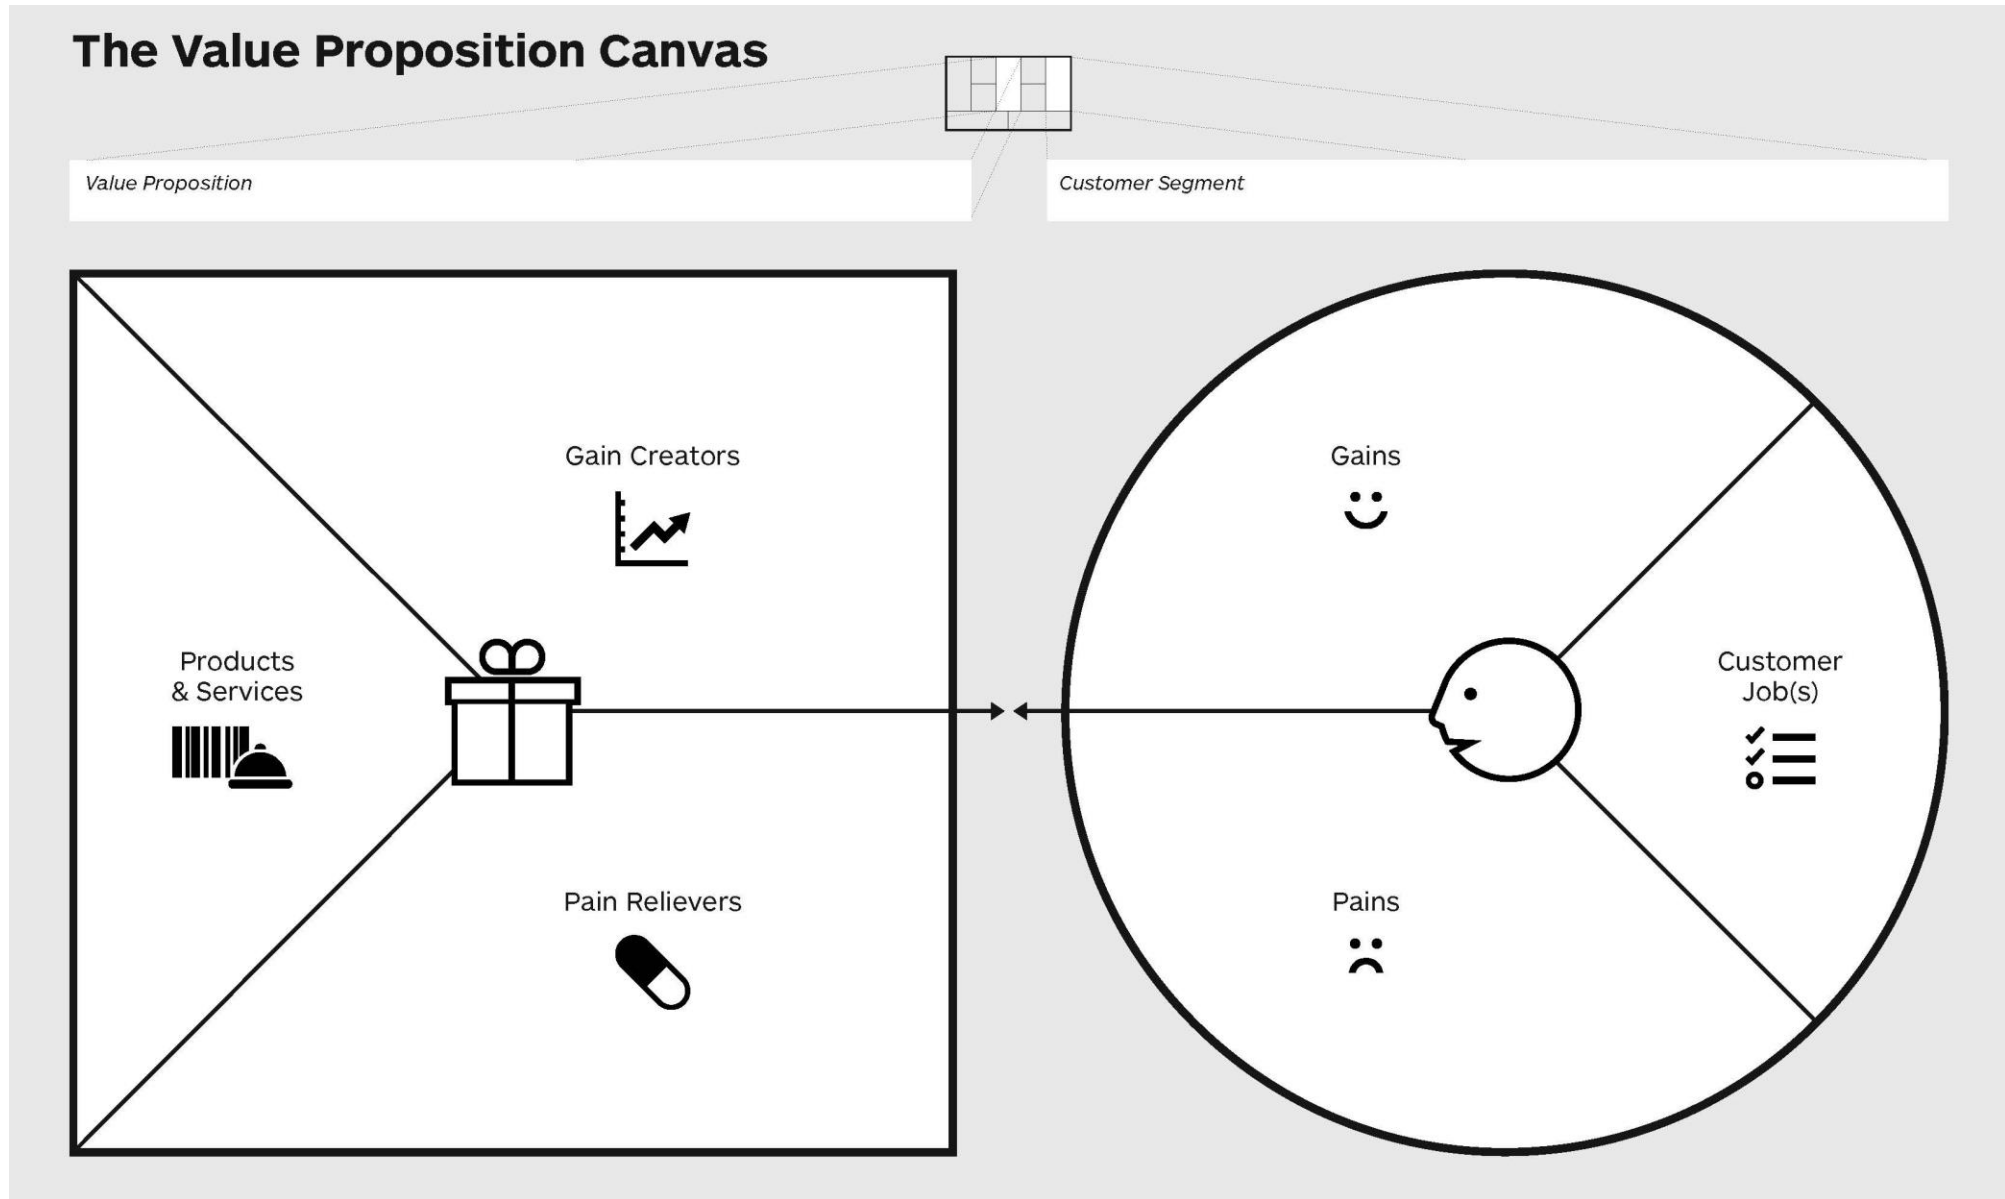 The Value Proposition Canvas
Value Proposition
Customer Segment
Gain Creators
Products
& Services
Pain Relievers
Gains
Customer
Job(s)
Pains